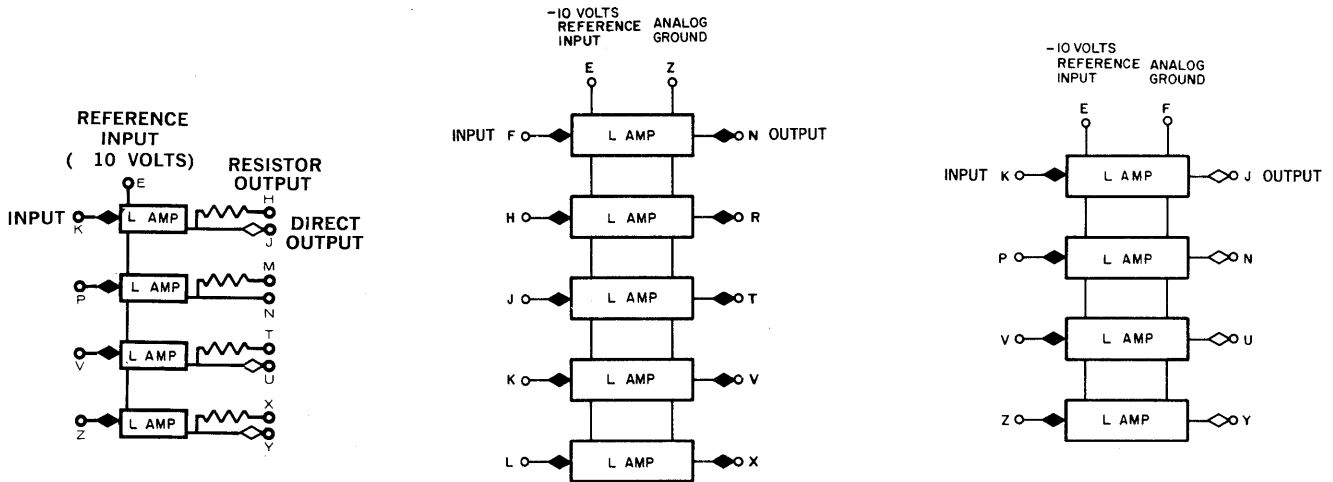 REFERENCE
INPUT
( 10 VOLTS)
E
RESISTOR
OUTPUT
INPUT
K
L AMP
H
J
DIRECT
OUTPUT
P
L AMP
M
N
V
L AMP
T
U
Z
L AMP
X
Y
-10 VOLTS
REFERENCE
INPUT
ANALOG
GROUND
E
Z
INPUT F
L AMP
N OUTPUT
H
L AMP
R
J
L AMP
T
K
L AMP
V
L
L AMP
X
-10 VOLTS
REFERENCE
INPUT
ANALOG
GROUND
E
F
INPUT K
L AMP
J OUTPUT
P
L AMP
N
V
L AMP
U
Z
L AMP
Y